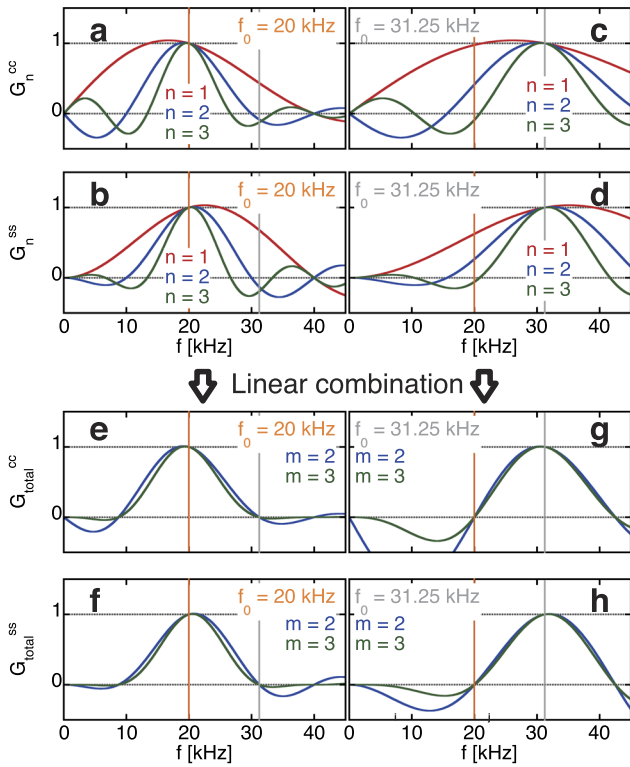 a
f₀ = 20 kHz
f₀ = 31.25 kHz
c
1
0
Gₙᶜᶜ
n = 1
n = 2
n = 3
n = 1
n = 2
n = 3
b
f₀ = 20 kHz
f₀ = 31.25 kHz
d
1
0
Gₙˢˢ
n = 1
n = 2
n = 3
n = 1
n = 2
n = 3
0 10 20 30 40 0 10 20 30 40
f [kHz] f [kHz]
Linear combination
e
f₀ = 20 kHz
f₀ = 31.25 kHz
g
m = 2
m = 3
m = 2
m = 3
1
0
G total cc
f
f₀ = 20 kHz
f₀ = 31.25 kHz
h
m = 2
m = 3
m = 2
m = 3
1
0
G total ss
0 10 20 30 40 0 10 20 30 40
f [kHz] f [kHz]